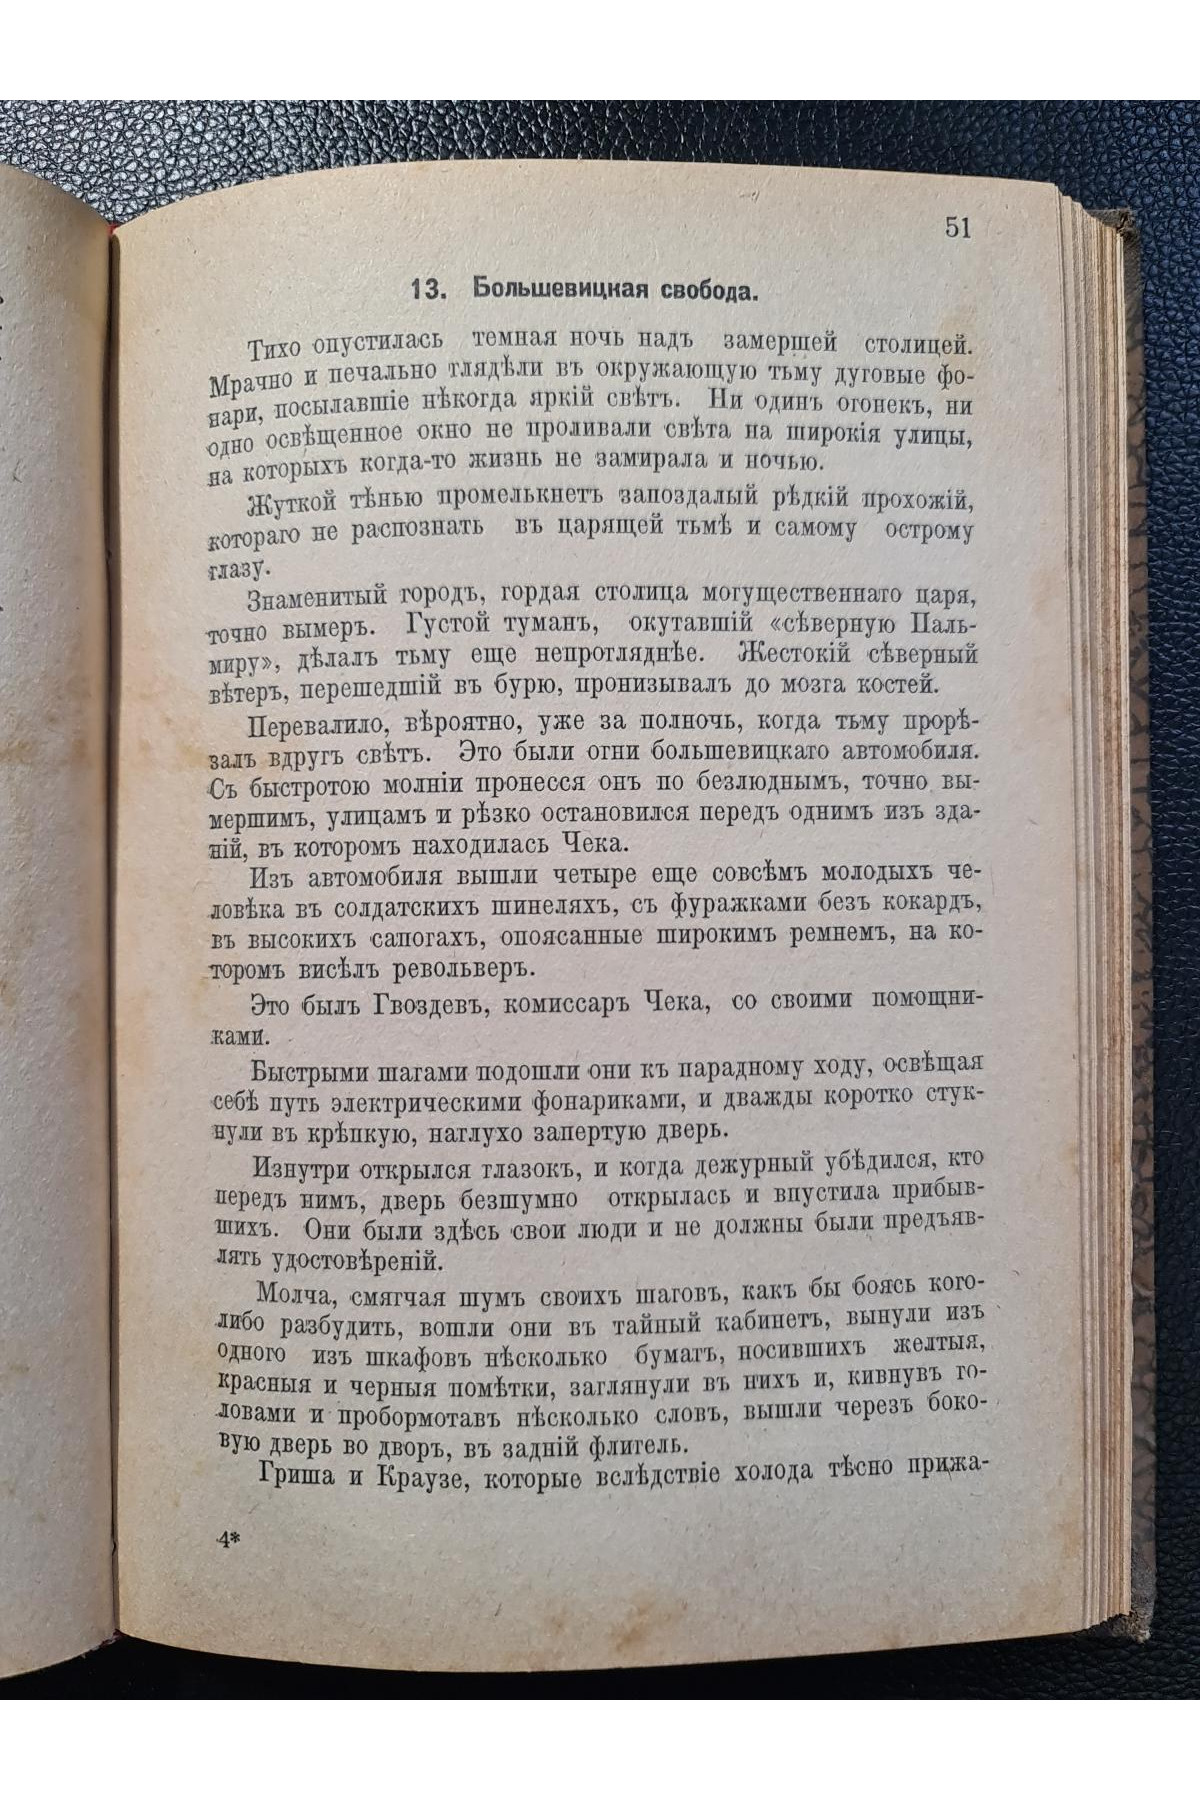 51
13. Большевицкая свобода.
Тихо опустилась темная ночь надъ замершей столицей.
Мрачно и печально глядѣли въ окружающую тьму дуговые фо-
нари, посылавшіе нѣкогда яркій свѣтъ. Ни одинъ огонекъ, ни
одно освѣщенное окно не проливали свѣта на широкія улицы,
на которыхъ когда-то жизнь не замирала и ночью.
Жуткой тѣнью промелькнетъ запоздалый рѣдкій прохожій,
котораго не распознать въ царящей тьмѣ и самому острому
глазу.
Знаменитый городъ, гордая столица могущественнаго царя,
точно вымеръ. Густой туманъ, окутавшій «сѣверную Паль-
миру», дѣлалъ тьму еще непрогляднѣе. Жестокій сѣверный
вѣтеръ, перешедшій въ бурю, пронизывалъ до мозга костей.
Перевалило, вѣроятно, уже за полночь, когда тьму прорѣ-
залъ вдругъ свѣтъ. Это были огни большевицкаго автомобиля.
Съ быстротою молніи пронесся онъ по безлюднымъ, точно вы-
мершимъ, улицамъ и рѣзко остановился передъ однимъ изъ зда-
ній, въ которомъ находилась Чека.
Изъ автомобиля вышли четыре еще совсѣмъ молодыхъ че-
ловѣка въ солдатскихъ шинеляхъ, съ фуражками безъ кокардъ,
въ высокихъ сапогахъ, опоясанные широкимъ ремнемъ, на ко-
торомъ висѣлъ револьверъ.
Это былъ Гвоздевъ, комиссаръ Чека, со своими помощни-
ками.
Быстрыми шагами подошли они къ парадному ходу, освѣщая
себѣ путь электрическими фонариками, и дважды коротко стук-
нули въ крѣпкую, наглухо запертую дверь.
Изнутри открылся глазокъ, и когда дежурный убѣдился, кто
передъ нимъ, дверь безшумно открылась и впустила прибыв-
шихъ. Они были здѣсь свои люди и не должны были предъяв-
лять удостовѣреній.
Молча, смягчая шумъ своихъ шаговъ, какъ бы боясь кого-
либо разбудить, вошли они въ тайный кабинетъ, вынули изъ
одного изъ шкафовъ нѣсколько бумагъ, носившихъ желтыя,
красныя и черныя помѣтки, заглянули въ нихъ и, кивнувъ го-
ловами и пробормотавъ нѣсколько словъ, вышли черезъ боко-
вую дверь во дворъ, въ задній флигель.
Гриша и Краузе, которые вслѣдствіе холода тѣсно прижа-
4*